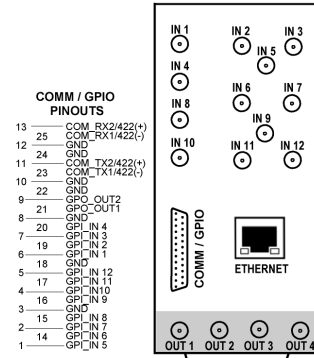 COMM / GPIO
PINOUTS
13 COM_RX2/422(+)
25 COM_RX1/422(-)
12 GND
24 GND
11 COM_TX2/422(+)
23 COM_TX1/422(-)
10 GND
22 GND
9 GPO_OUT2
21 GPO_OUT1
8 GND
20 GPI_IN 4
7 GPI_IN 3
19 GPI_IN 2
6 GPI_IN 1
18 GND
5 GPI_IN 12
17 GPI_IN 11
4 GPI_IN10
16 GPI_IN 9
3 GND
15 GPI_IN 8
2 GPI_IN 7
14 GPI_IN 6
1 GPI_IN 5
IN 1 IN 2 IN 3
IN 5
IN 4
IN 6 IN 7
IN 8
IN 9
IN 10 IN 11 IN 12
COMM / GPIO
ETHERNET
OUT 1 OUT 2 OUT 3 OUT 4